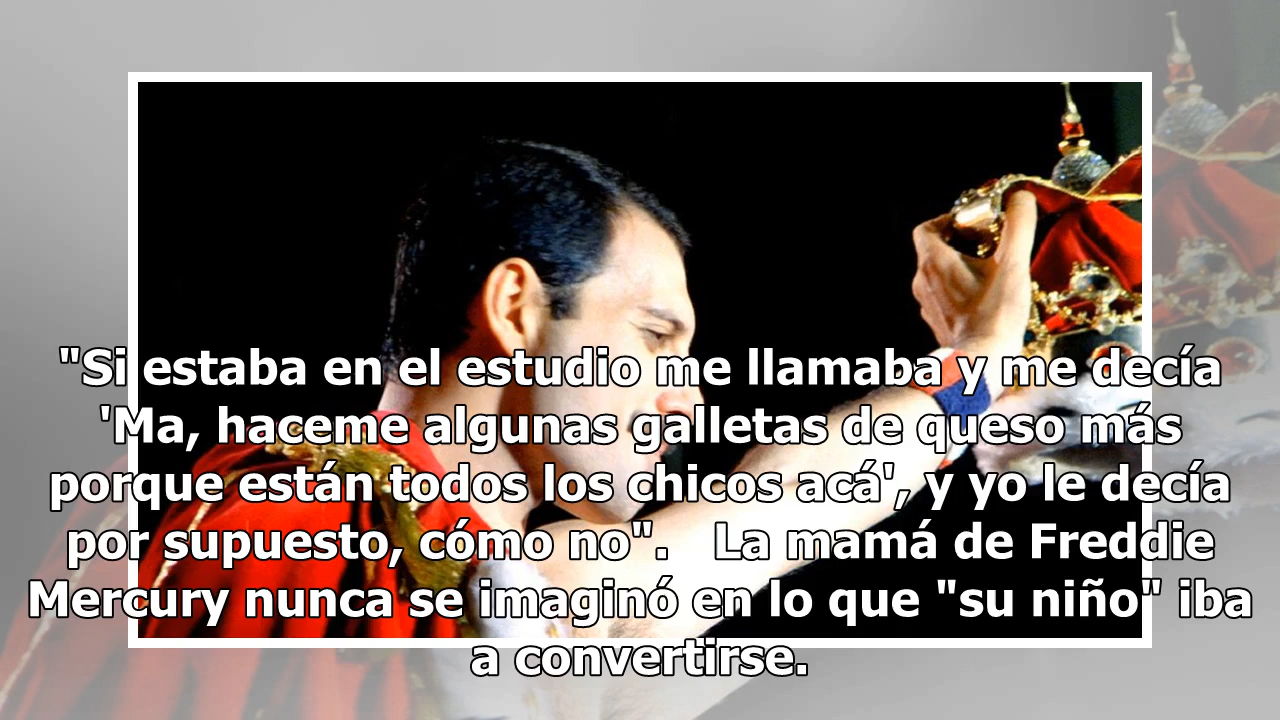 "Si estaba en el estudio me llamaba y me decía
'Ma, haceme algunas galletas de queso más
porque están todos los chicos acá', y yo le decía
por supuesto, cómo no".   La mamá de Freddie
Mercury nunca se imaginó en lo que "su niño" iba
a convertirse.